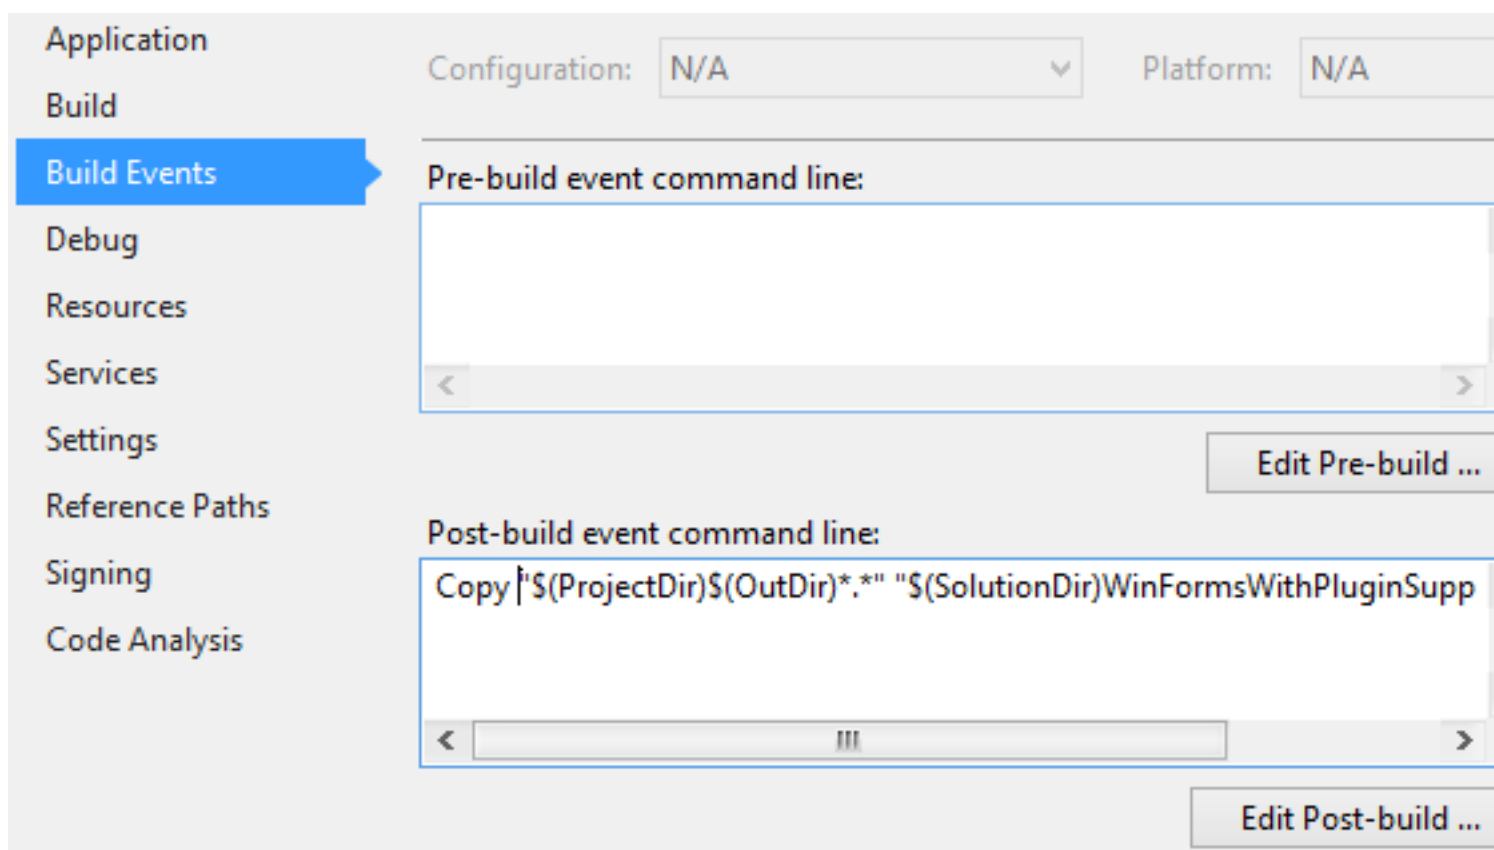 Application
Build
Build Events
Debug
Resources
Services
Settings
Reference Paths
Signing
Code Analysis
Configuration: N/A Platform: N/A
Pre-build event command line:
Edit Pre-build ...
Post-build event command line:
Copy "$(ProjectDir)$(OutDir)*.*" "$(SolutionDir)WinFormsWithPluginSupp
Edit Post-build ...